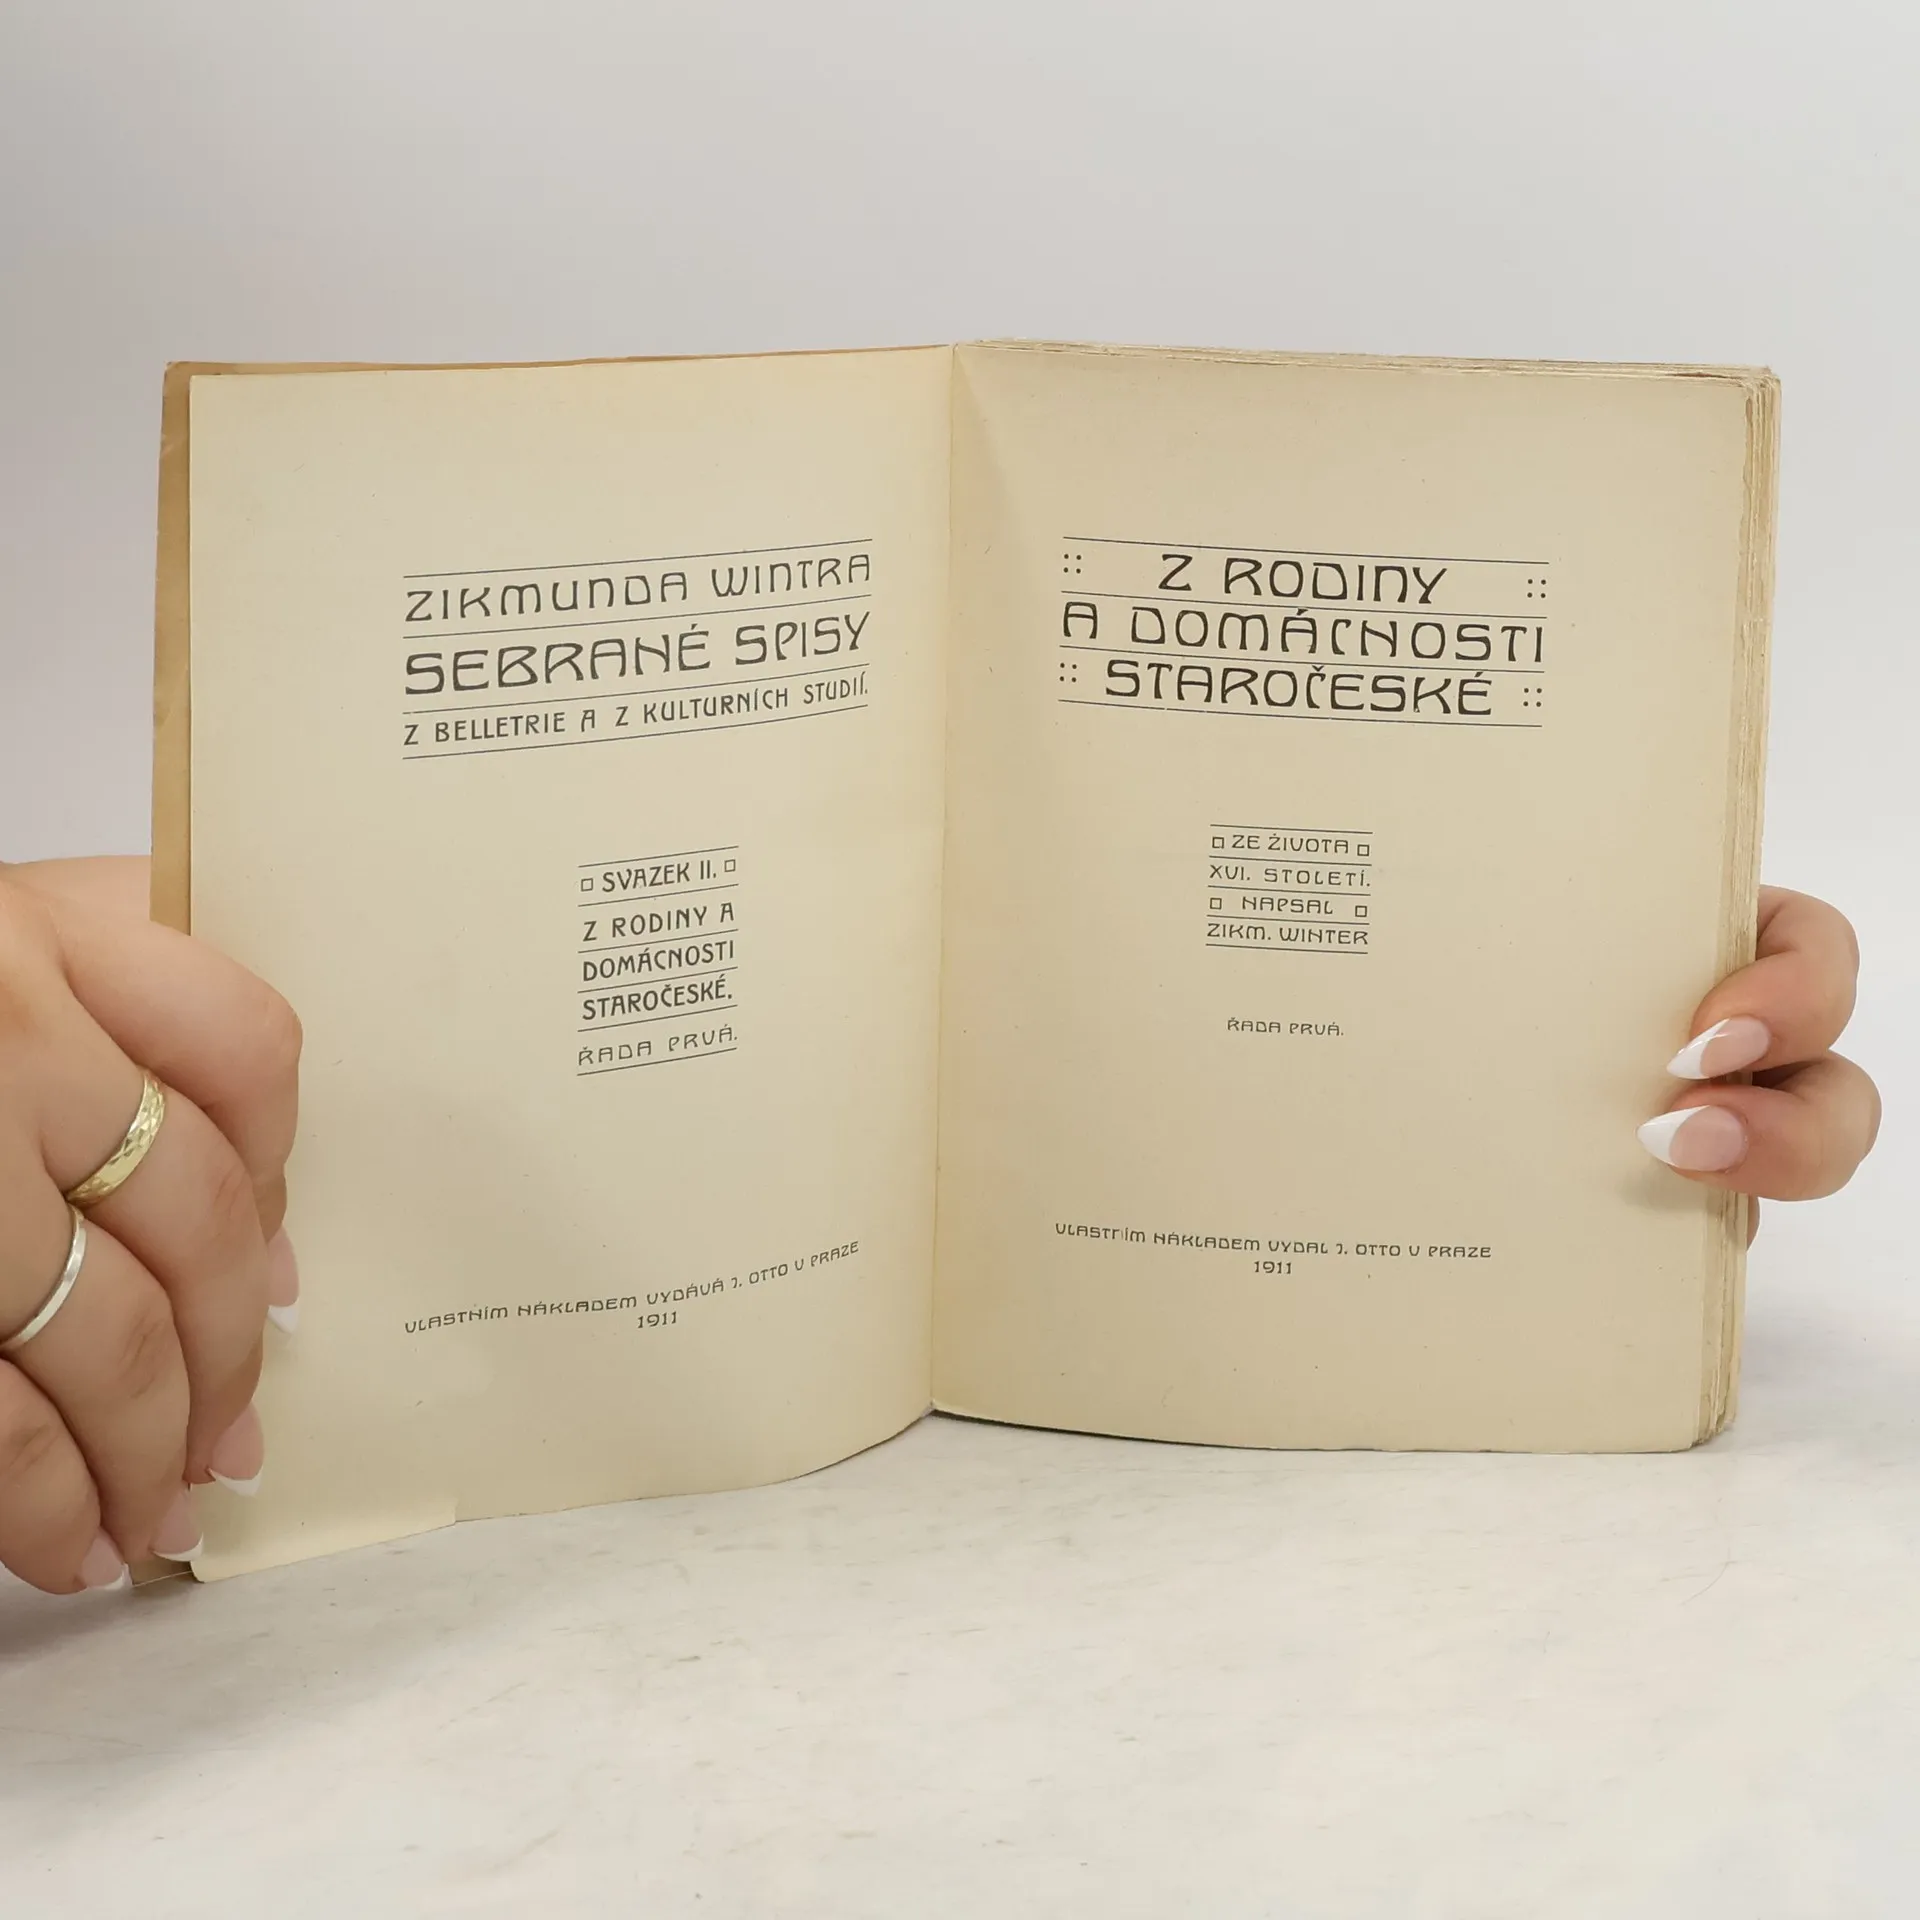 ZIKMUNDA WINTRA
SEBRANÉ SPISY
Z BELLETRIE A Z KULTURNÍCH STUDIÍ.
SVAZEK II.
Z RODINY A
DOMÁCNOSTI
STAROČESKÉ.
ŘADA PRVÁ.
VLASTNÍM NÁKLADEM VYDÁVÁ J. OTTO V PRAZE
1911
Z RODINY
A DOMÁCNOSTI
STAROČESKÉ
ZE ŽIVOTA
XVI. STOLETÍ.
NAPSAL
ZIKM. WINTER
ŘADA PRVÁ.
VLASTNÍM NÁKLADEM VYDAL J. OTTO V PRAZE
1911